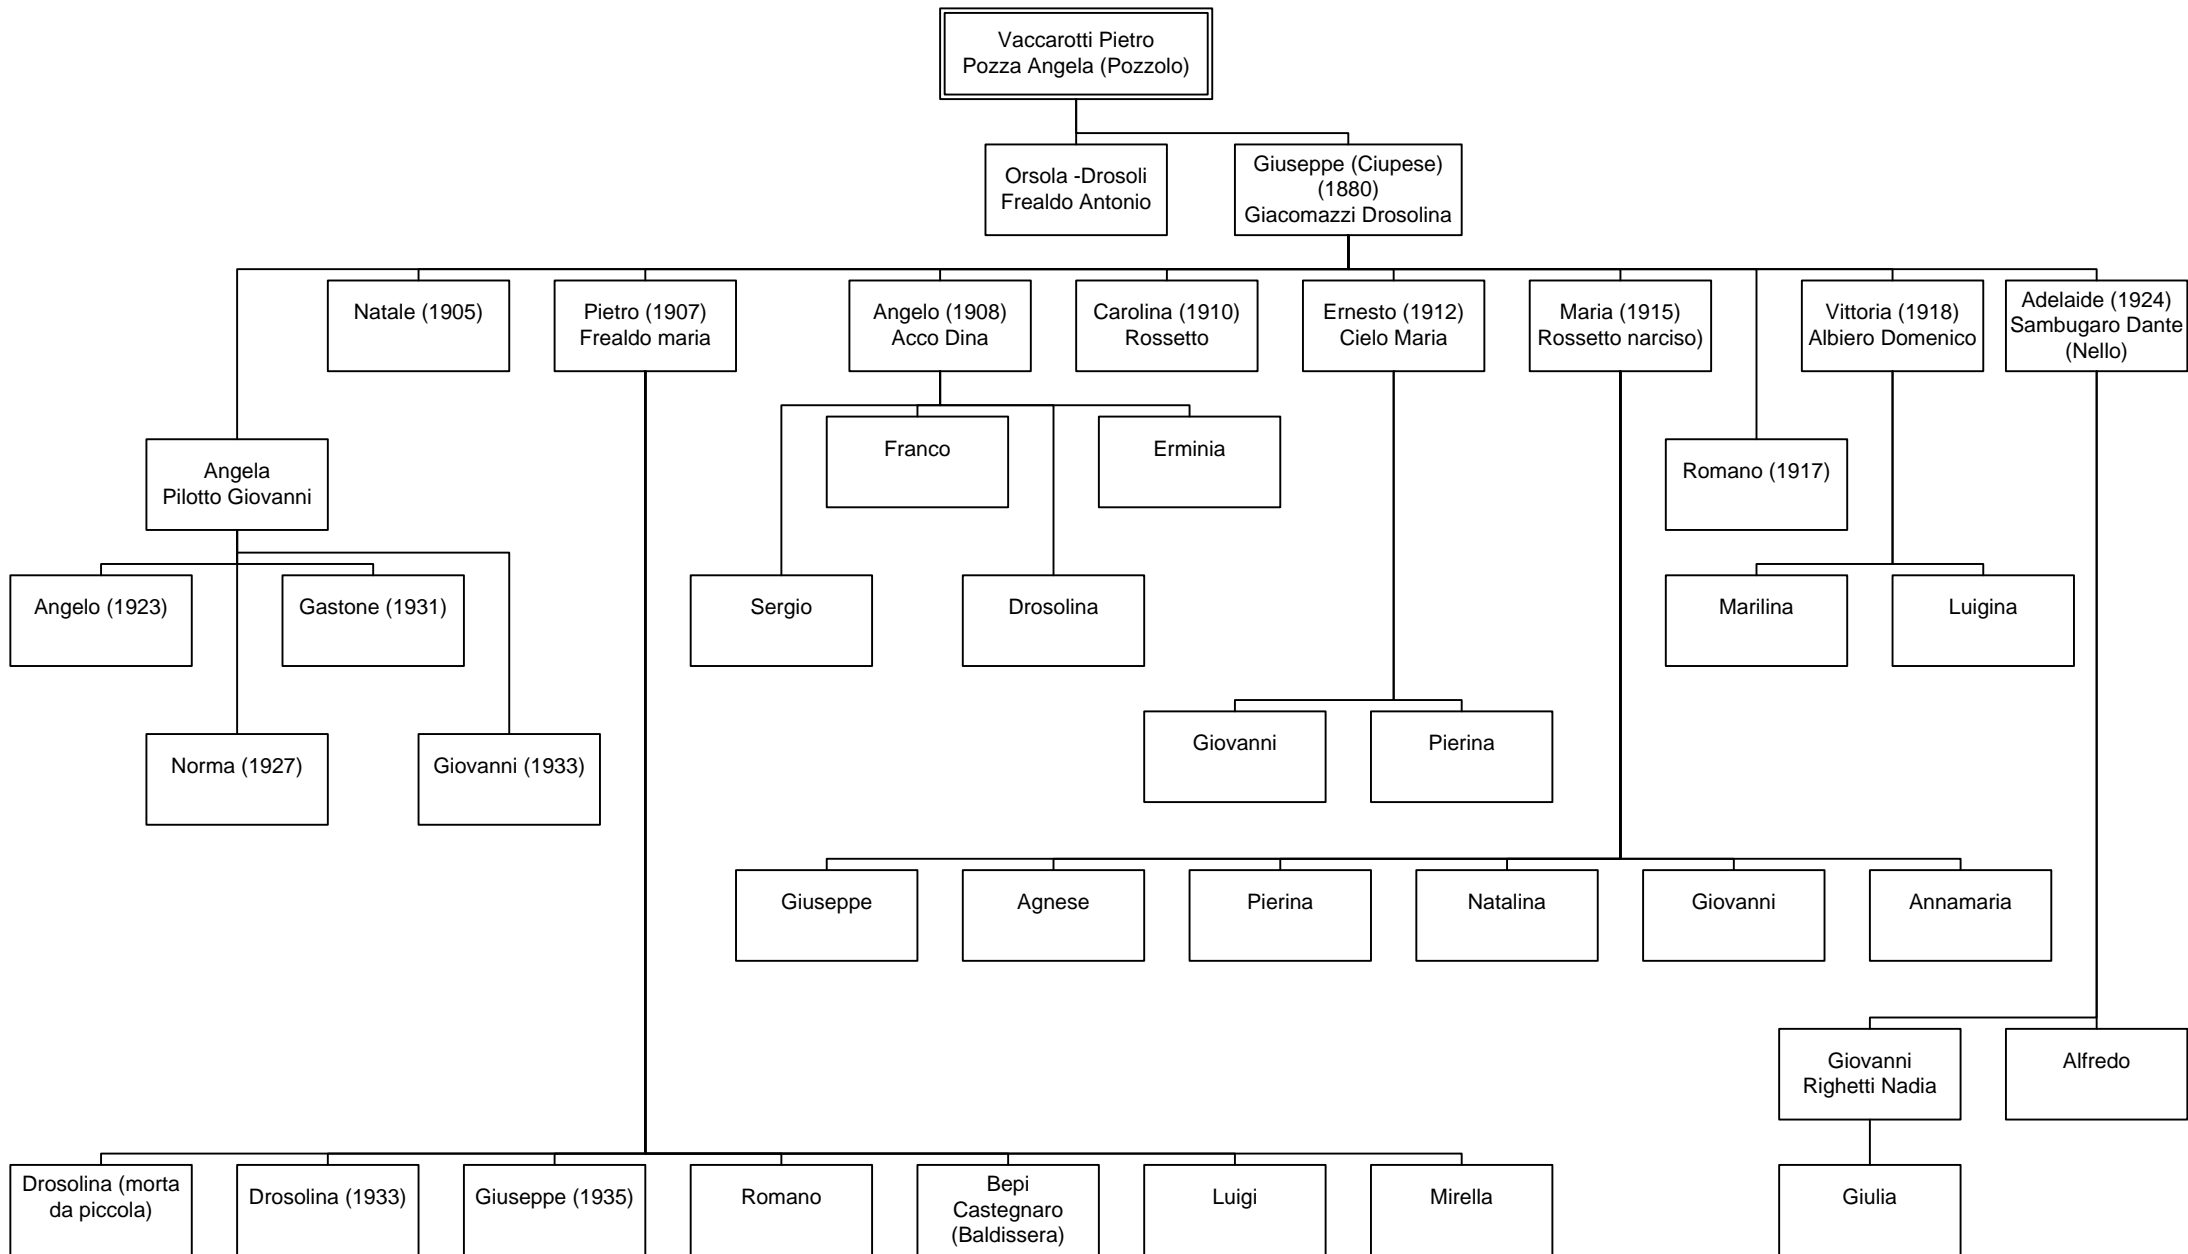 Vaccarotti Pietro
Pozza Angela (Pozzolo)
Orsola -Drosoli
Frealdo Antonio
Giuseppe (Ciupese)
(1880)
Giacomazzi Drosolina
Natale (1905)
Pietro (1907)
Frealdo maria
Angelo (1908)
Acco Dina
Carolina (1910)
Rossetto
Ernesto (1912)
Cielo Maria
Maria (1915)
Rossetto narciso)
Vittoria (1918)
Albiero Domenico
Adelaide (1924)
Sambugaro Dante
(Nello)
Angela
Pilotto Giovanni
Franco
Erminia
Romano (1917)
Angelo (1923)
Gastone (1931)
Sergio
Drosolina
Marilina
Luigina
Norma (1927)
Giovanni (1933)
Giovanni
Pierina
Giuseppe
Agnese
Pierina
Natalina
Giovanni
Annamaria
Giovanni
Righetti Nadia
Alfredo
Drosolina (morta
da piccola)
Drosolina (1933)
Giuseppe (1935)
Romano
Bepi
Castegnaro
(Baldissera)
Luigi
Mirella
Giulia